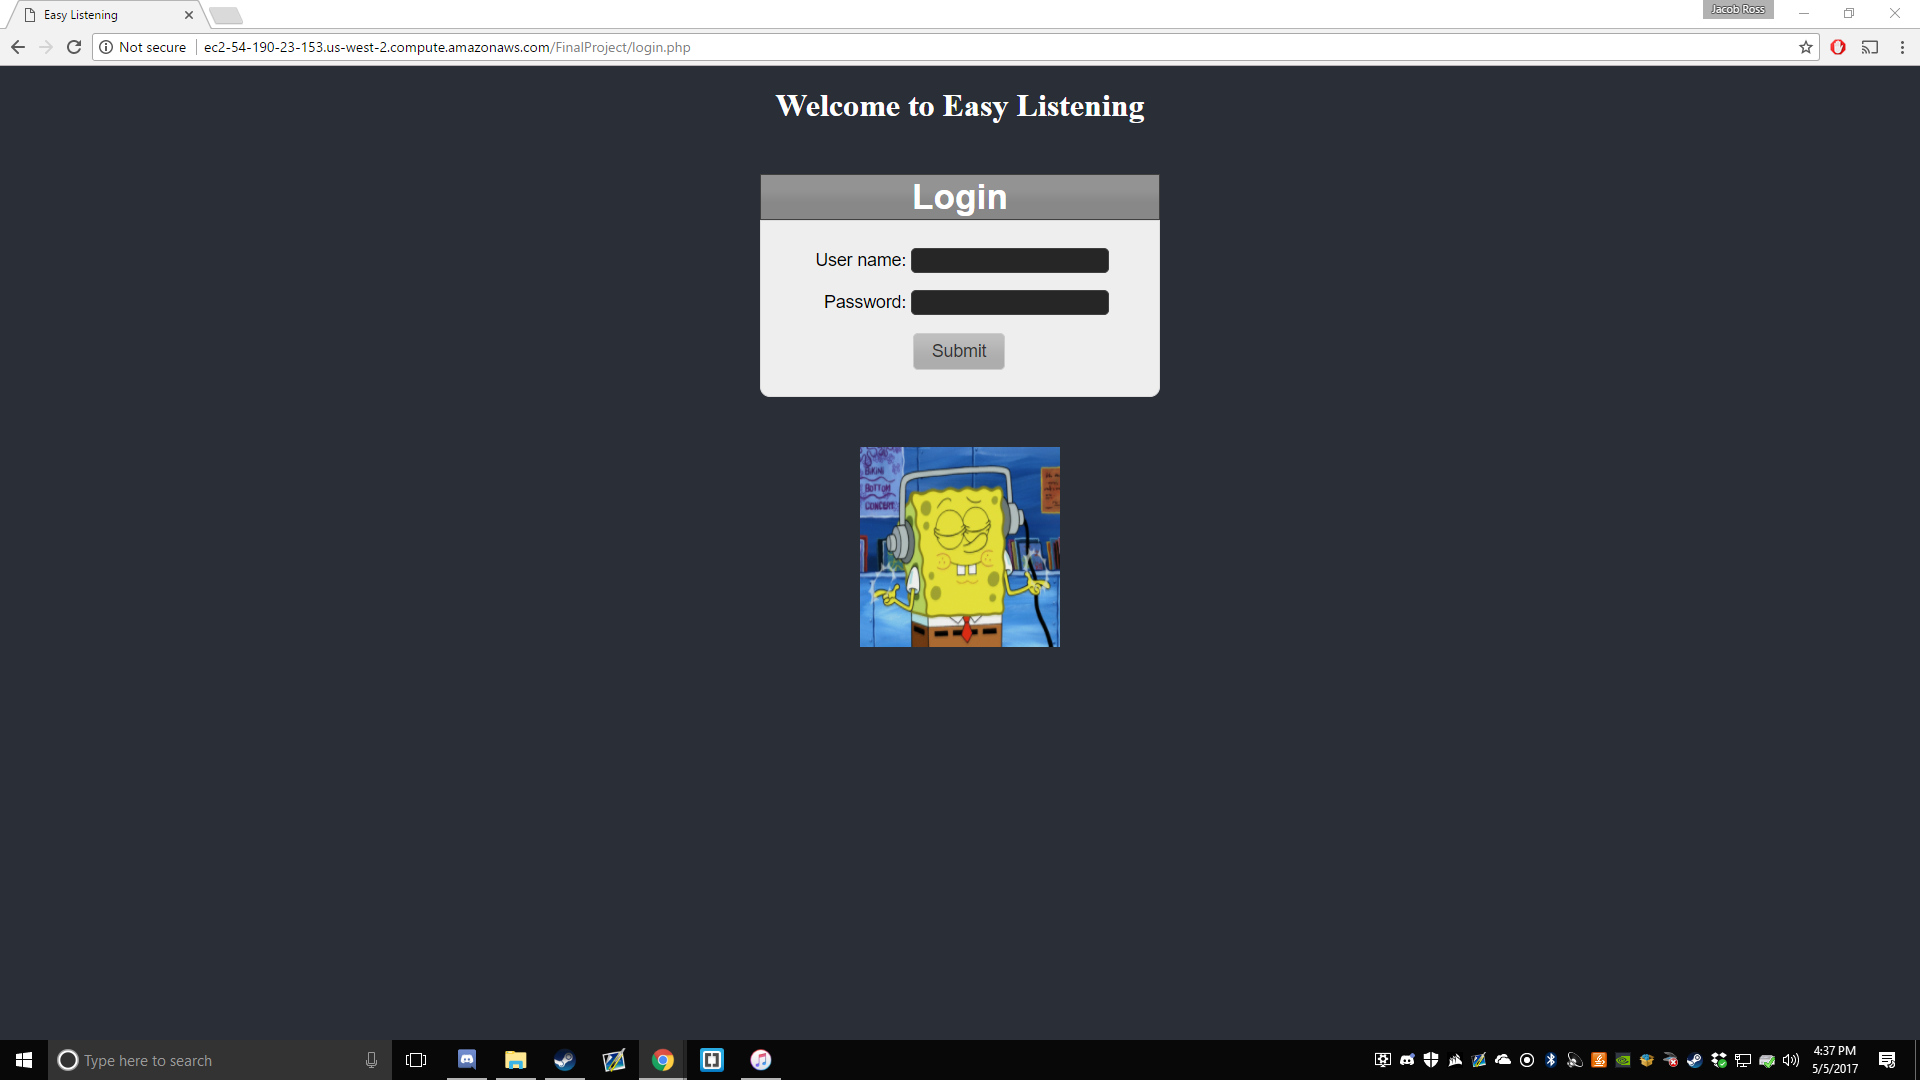 Easy Listening
Jacob Ross
Not secure
ec2-54-190-23-153.us-west-2.compute.amazonaws.com/FinalProject/login.php
Welcome to Easy Listening
Login
User name:
Password:
Submit
BIKINI
BOTTOM
CONCERT
Type here to search
4:37 PM
5/5/2017